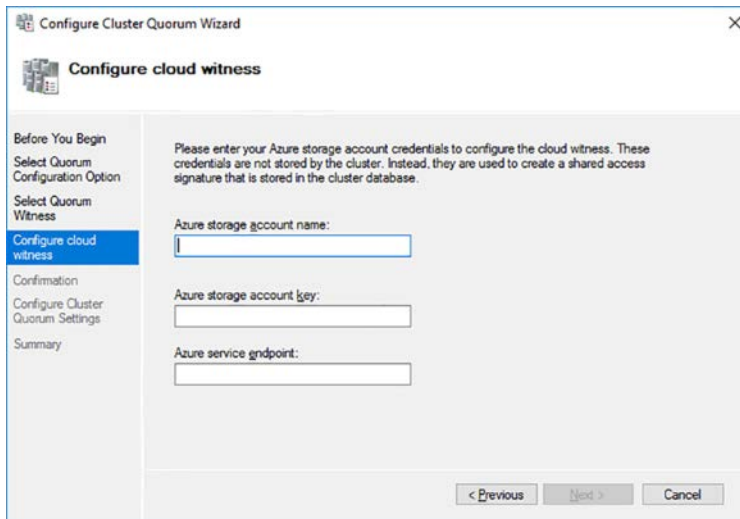 Configure Cluster Quorum Wizard
Configure cloud witness
Before You Begin
Select Quorum
Configuration Option
Select Quorum
Witness
Configure cloud
witness
Confirmation
Configure Cluster
Quorum Settings
Summary
Please enter your Azure storage account credentials to configure the cloud witness. These
credentials are not stored by the cluster. Instead, they are used to create a shared access
signature that is stored in the cluster database.
Azure storage account name:
Azure storage account key:
Azure service endpoint:
< Previous
Next >
Cancel